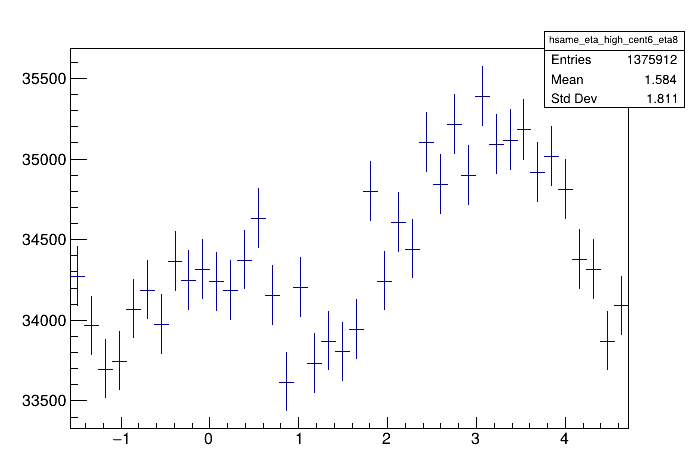 hsame_eta_high_cent6_eta8
Entries 1375912
Mean 1.584
Std Dev 1.811
35500
35000
34500
34000
33500
−1 0 1 2 3 4